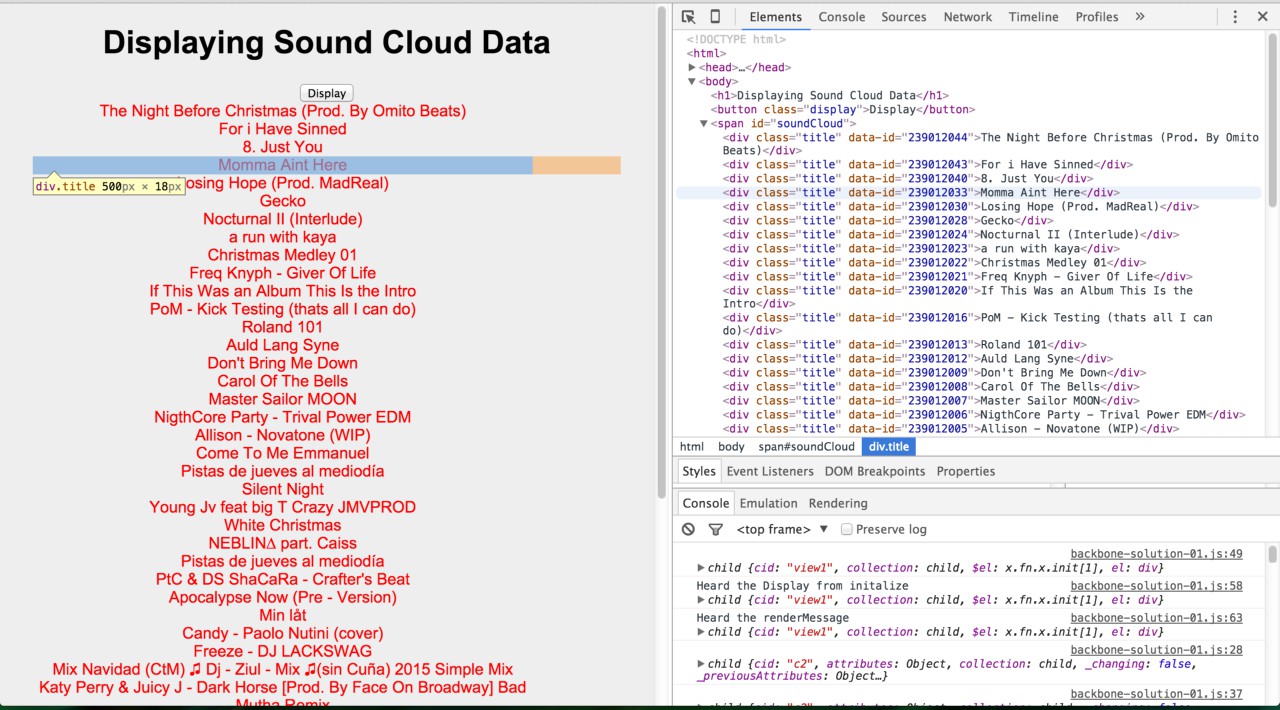 Displaying Sound Cloud Data
Display
The Night Before Christmas (Prod. By Omito Beats)
For i Have Sinned
8. Just You
Momma Aint Here
div.title 500px × 18px
osing Hope (Prod. MadReal)
Gecko
Nocturnal II (Interlude)
a run with kaya
Christmas Medley 01
Freq Knyph - Giver Of Life
If This Was an Album This Is the Intro
PoM - Kick Testing (thats all I can do)
Roland 101
Auld Lang Syne
Don't Bring Me Down
Carol Of The Bells
Master Sailor MOON
NigthCore Party - Trival Power EDM
Allison - Novatone (WIP)
Come To Me Emmanuel
Pistas de jueves al mediodía
Silent Night
Young Jv feat big T Crazy JMVPROD
White Christmas
NEBLIN∆ part. Caiss
Pistas de jueves al mediodía
PtC & DS ShaCaRa - Crafter's Beat
Apocalypse Now (Pre - Version)
Min låt
Candy - Paolo Nutini (cover)
Freeze - DJ LACKSWAG
Mix Navidad (CtM) ♫ Dj - Ziul - Mix ♫(sin Cuña) 2015 Simple Mix
Katy Perry & Juicy J - Dark Horse [Prod. By Face On Broadway] Bad
Mutha Remix
Elements Console Sources Network Timeline Profiles »
<!DOCTYPE html>
<html>
<head>…</head>
<body>
<h1>Displaying Sound Cloud Data</h1>
<button class="display">Display</button>
<span id="soundCloud">
<div class="title" data-id="239012044">The Night Before Christmas (Prod. By Omito
Beats)</div>
<div class="title" data-id="239012043">For i Have Sinned</div>
<div class="title" data-id="239012040">8. Just You</div>
<div class="title" data-id="239012033">Momma Aint Here</div>
<div class="title" data-id="239012030">Losing Hope (Prod. MadReal)</div>
<div class="title" data-id="239012028">Gecko</div>
<div class="title" data-id="239012024">Nocturnal II (Interlude)</div>
<div class="title" data-id="239012023">a run with kaya</div>
<div class="title" data-id="239012022">Christmas Medley 01</div>
<div class="title" data-id="239012021">Freq Knyph - Giver Of Life</div>
<div class="title" data-id="239012020">If This Was an Album This Is the
Intro</div>
<div class="title" data-id="239012016">PoM - Kick Testing (thats all I can
do)</div>
<div class="title" data-id="239012013">Roland 101</div>
<div class="title" data-id="239012012">Auld Lang Syne</div>
<div class="title" data-id="239012009">Don't Bring Me Down</div>
<div class="title" data-id="239012008">Carol Of The Bells</div>
<div class="title" data-id="239012007">Master Sailor MOON</div>
<div class="title" data-id="239012006">NigthCore Party - Trival Power EDM</div>
<div class="title" data-id="239012005">Allison - Novatone (WIP)</div>
html body span#soundCloud div.title
Styles Event Listeners DOM Breakpoints Properties
Console Emulation Rendering
<top frame> ▼ Preserve log
backbone-solution-01.js:49
child {cid: "view1", collection: child, $el: x.fn.x.init[1], el: div}
Heard the Display from initalize backbone-solution-01.js:58
child {cid: "view1", collection: child, $el: x.fn.x.init[1], el: div}
Heard the renderMessage backbone-solution-01.js:63
child {cid: "view1", collection: child, $el: x.fn.x.init[1], el: div}
backbone-solution-01.js:28
child {cid: "c2", attributes: Object, collection: child, _changing: false,
_previousAttributes: Object…}
backbone-solution-01.js:37